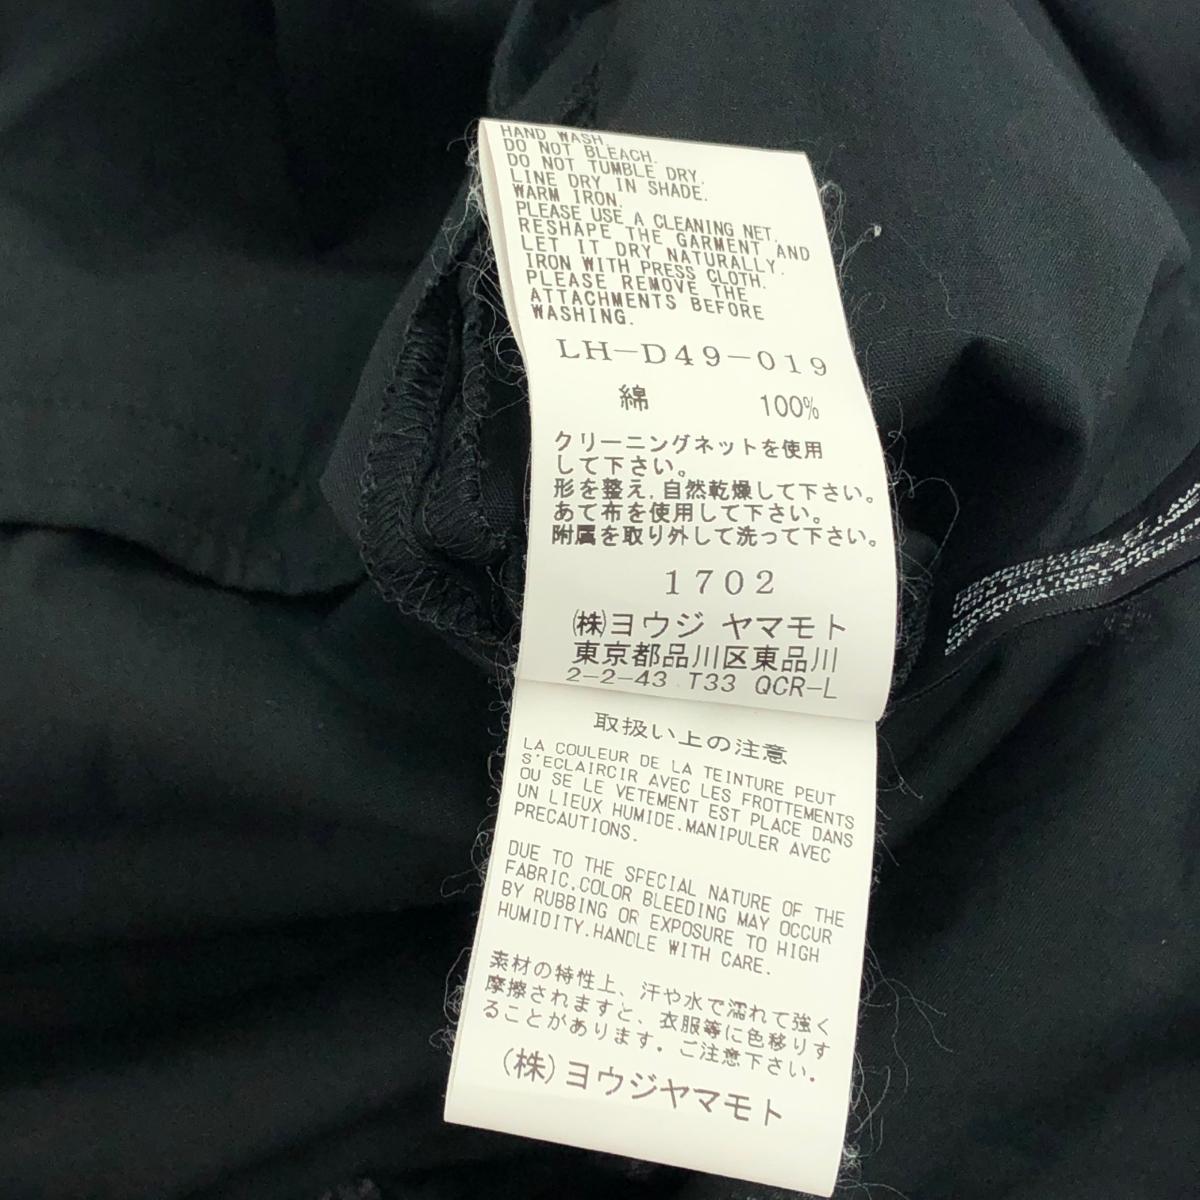 HAND WASH.
DO NOT BLEACH.
DO NOT TUMBLE DRY.
LINE DRY IN SHADE.
WARM IRON.
PLEASE USE A CLEANING NET.
RESHAPE THE GARMENT AND
LET IT DRY NATURALLY.
IRON WITH PRESS CLOTH.
PLEASE REMOVE THE
ATTACHMENTS BEFORE
WASHING.
LH-D49-019
綿 100%
クリーニングネットを使用
して下さい。
形を整え,自然乾燥して下さい。
あて布を使用して下さい。
附属を取り外して洗って下さい。
1702
㈱ヨウジ ヤマモト
東京都品川区東品川
2-2-43 T33 QCR-L
取扱い上の注意
LA COULEUR DE LA TEINTURE PEUT
S'ECLAIRCIR AVEC LES FROTTEMENTS
OU SE LE VETEMENT EST PLACE DANS
UN LIEUX HUMIDE.MANIPULER AVEC
PRECAUTIONS.
DUE TO THE SPECIAL NATURE OF THE
FABRIC.COLOR BLEEDING MAY OCCUR
BY RUBBING OR EXPOSURE TO HIGH
HUMIDITY.HANDLE WITH CARE.
素材の特性上、汗や水で濡れて強く
摩擦されますと、衣服等に色移りす
ることがあります。ご注意下さい.
(株)ヨウジヤマモト